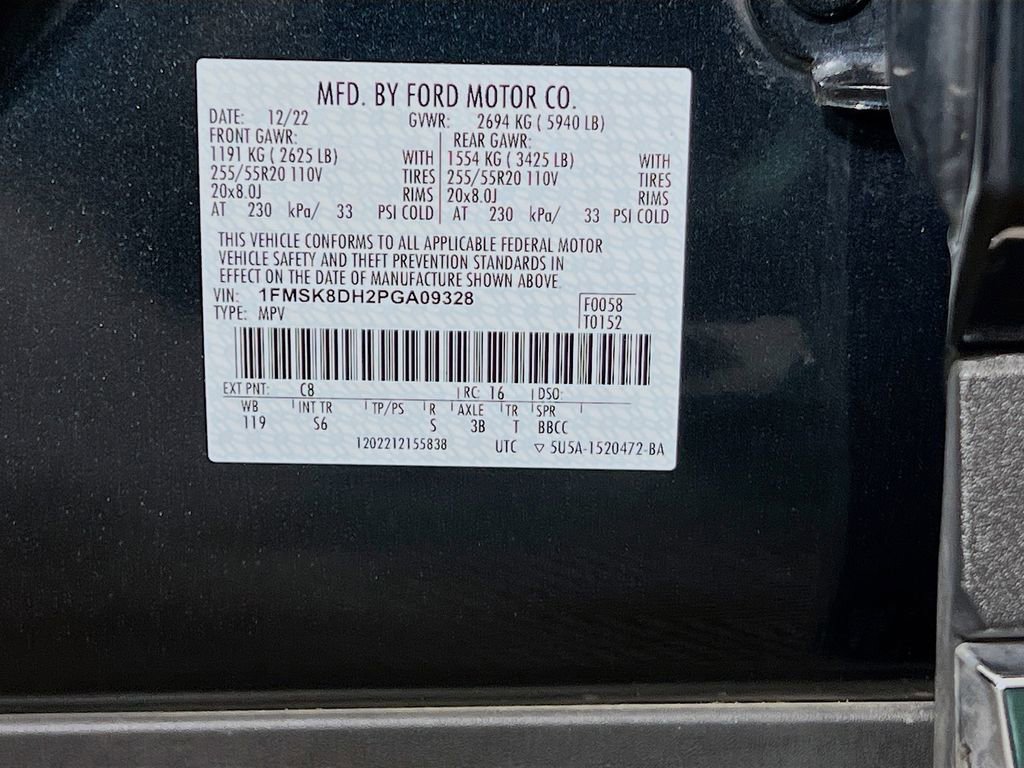 MFD. BY FORD MOTOR CO.
DATE: 12/22 GVWR: 2694 KG ( 5940 LB)
FRONT GAWR: REAR GAWR:
1191 KG ( 2625 LB) WITH 1554 KG ( 3425 LB) WITH
255/55R20 110V TIRES 255/55R20 110V TIRES
20x8.0J RIMS 20x8.0J RIMS
AT 230 kPa/ 33 PSI COLD AT 230 kPa/ 33 PSI COLD
THIS VEHICLE CONFORMS TO ALL APPLICABLE FEDERAL MOTOR
VEHICLE SAFETY AND THEFT PREVENTION STANDARDS IN
EFFECT ON THE DATE OF MANUFACTURE SHOWN ABOVE.
VIN: 1FMSK8DH2PGA09328 F0058
TYPE: MPV T0152
EXT PNT: C8 RC: 16 DSO:
WB INT TR TP/PS R AXLE TR SPR
119 S6 S 3B T BBCC
1202212155838 UTC ▽ 5U5A-1520472-BA